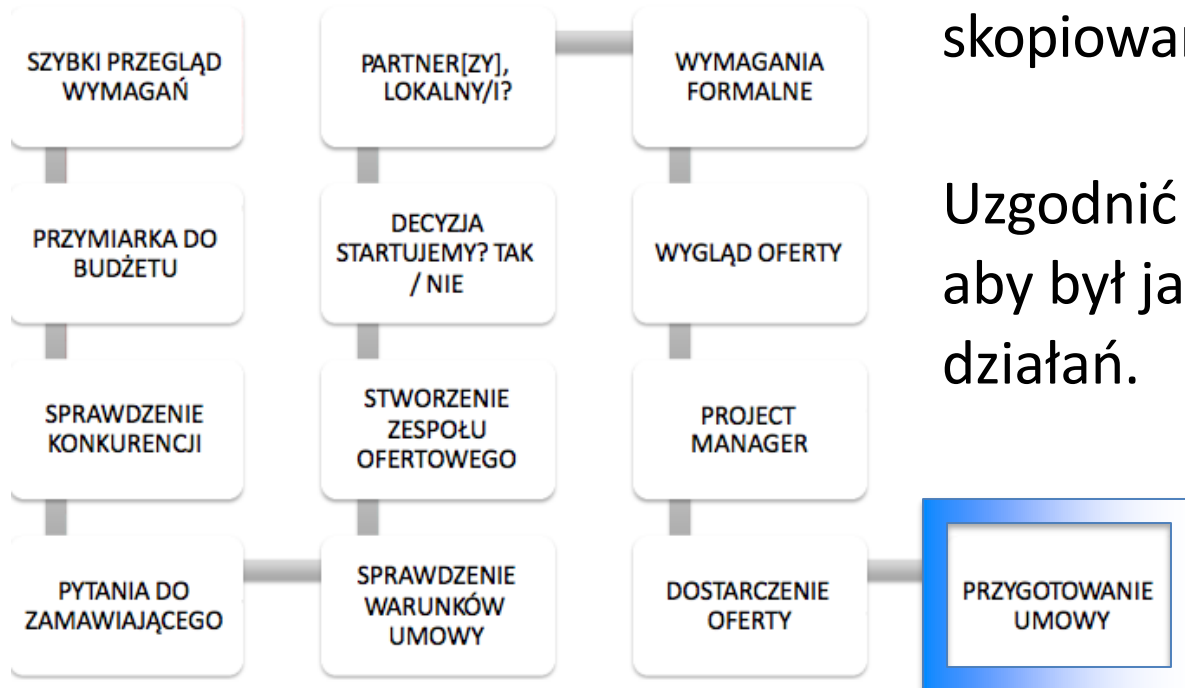 SZYBKI PRZEGLĄD
WYMAGAŃ
PRZYMIARKA DO
BUDŻETU
SPRAWDZENIE
KONKURENCJI
PYTANIA DO
ZAMAWIAJĄCEGO
PARTNER[ZY],
LOKALNY/I?
DECYZJA
STARTUJEMY? TAK
/ NIE
STWORZENIE
ZESPOŁU
OFERTOWEGO
SPRAWDZENIE
WARUNKÓW
UMOWY
WYMAGANIA
FORMALNE
WYGLĄD OFERTY
PROJECT
MANAGER
DOSTARCZENIE
OFERTY
PRZYGOTOWANIE
UMOWY
Uzgodnić
aby był
działań.